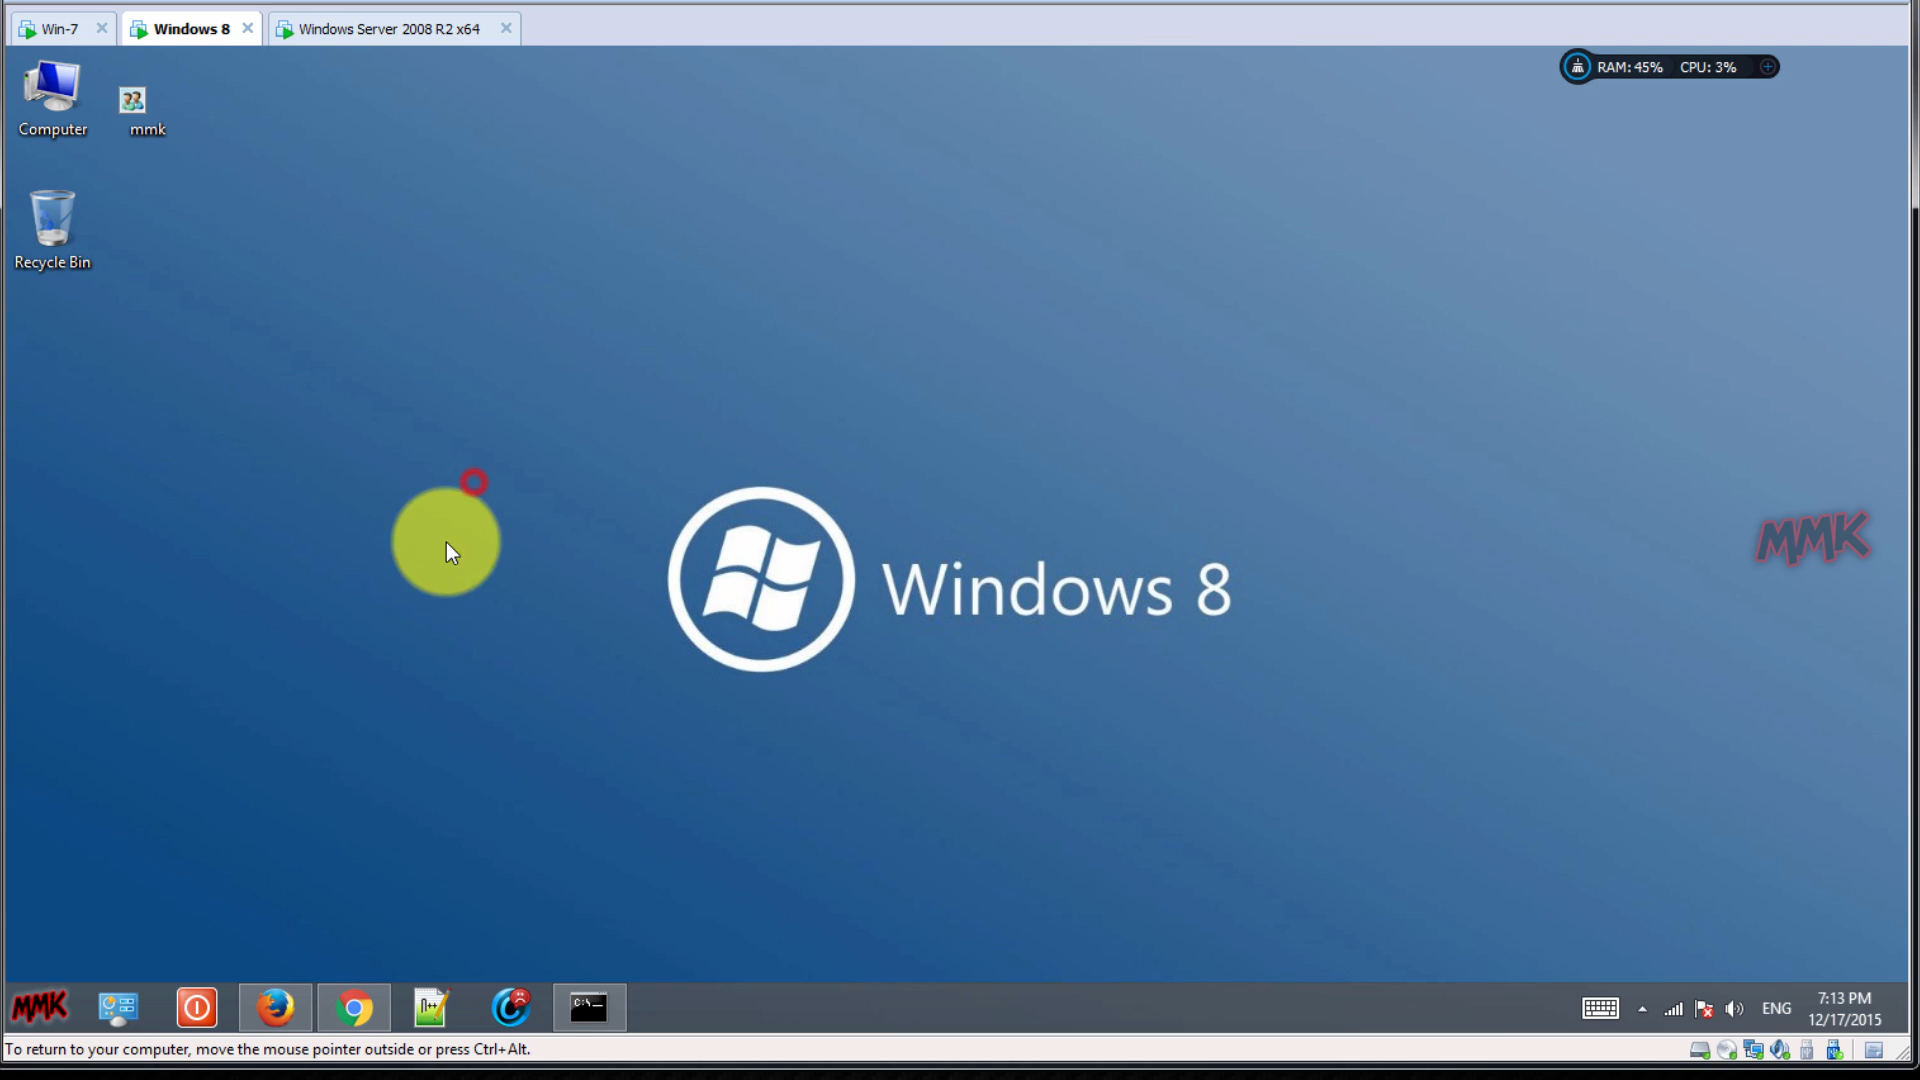 Win-7
Windows 8
Windows Server 2008 R2 x64
RAM: 45% CPU: 3%
Computer
mmk
Recycle Bin
MMK
Windows 8
MMK
C:\_
ENG
7:13 PM
12/17/2015
To return to your computer, move the mouse pointer outside or press Ctrl+Alt.